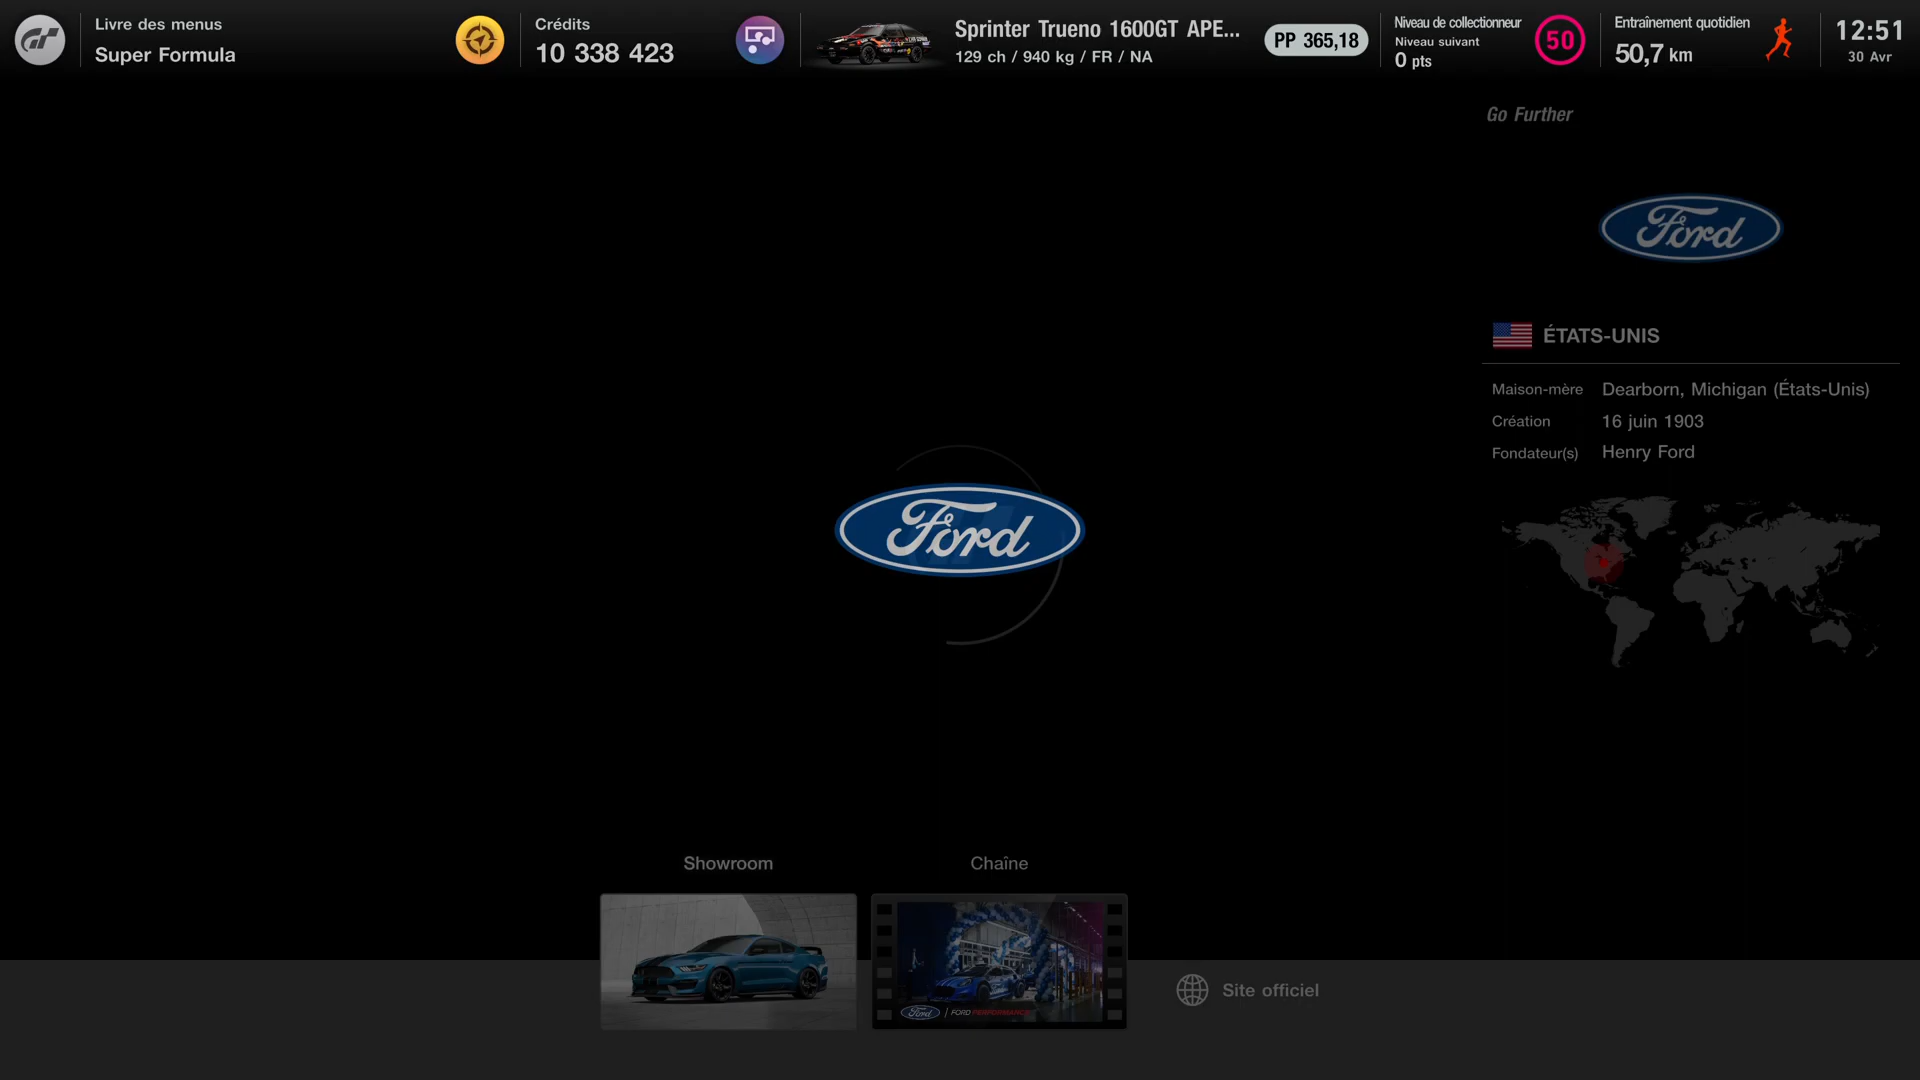 Livre des menus
Super Formula
Crédits
10 338 423
Sprinter Trueno 1600GT APE...
129 ch / 940 kg / FR / NA
PP 365,18
Niveau de collectionneur
Niveau suivant
0 pts
50
Entraînement quotidien
50,7 km
12:51
30 Avr
Go Further
Ford
ÉTATS-UNIS
Maison-mère Dearborn, Michigan (États-Unis)
Création 16 juin 1903
Fondateur(s) Henry Ford
Ford
Showroom
Chaîne
Ford | FORD PERFORMANCE
Site officiel